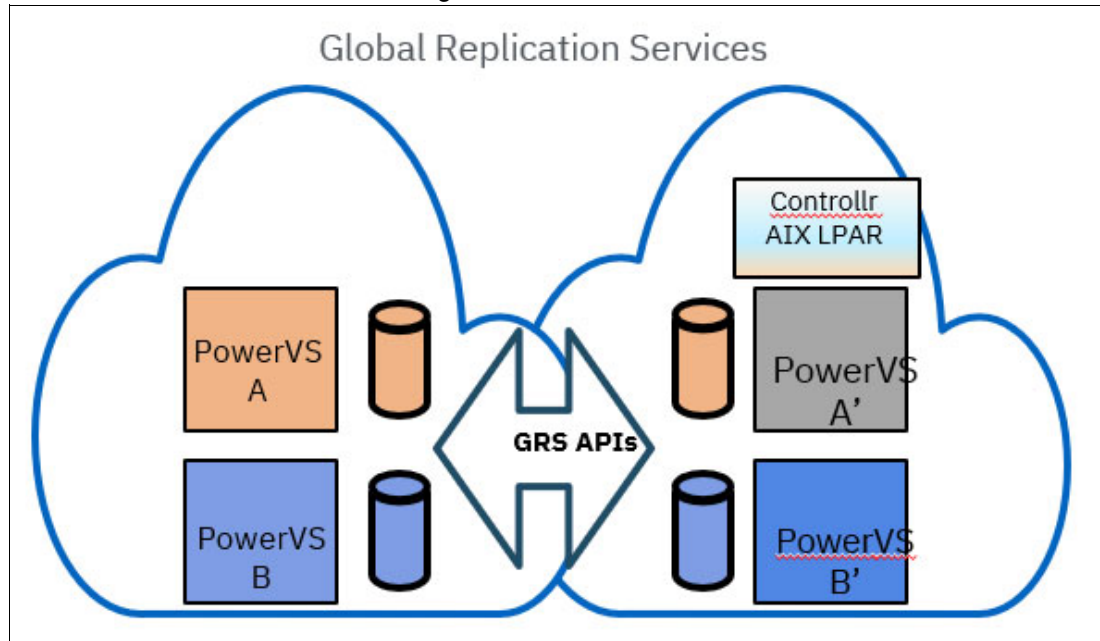 Global Replication Services
Controllr
AIX LPAR
PowerVS
A
PowerVS
A’
GRS APIs
PowerVS
B
PowerVS
B’